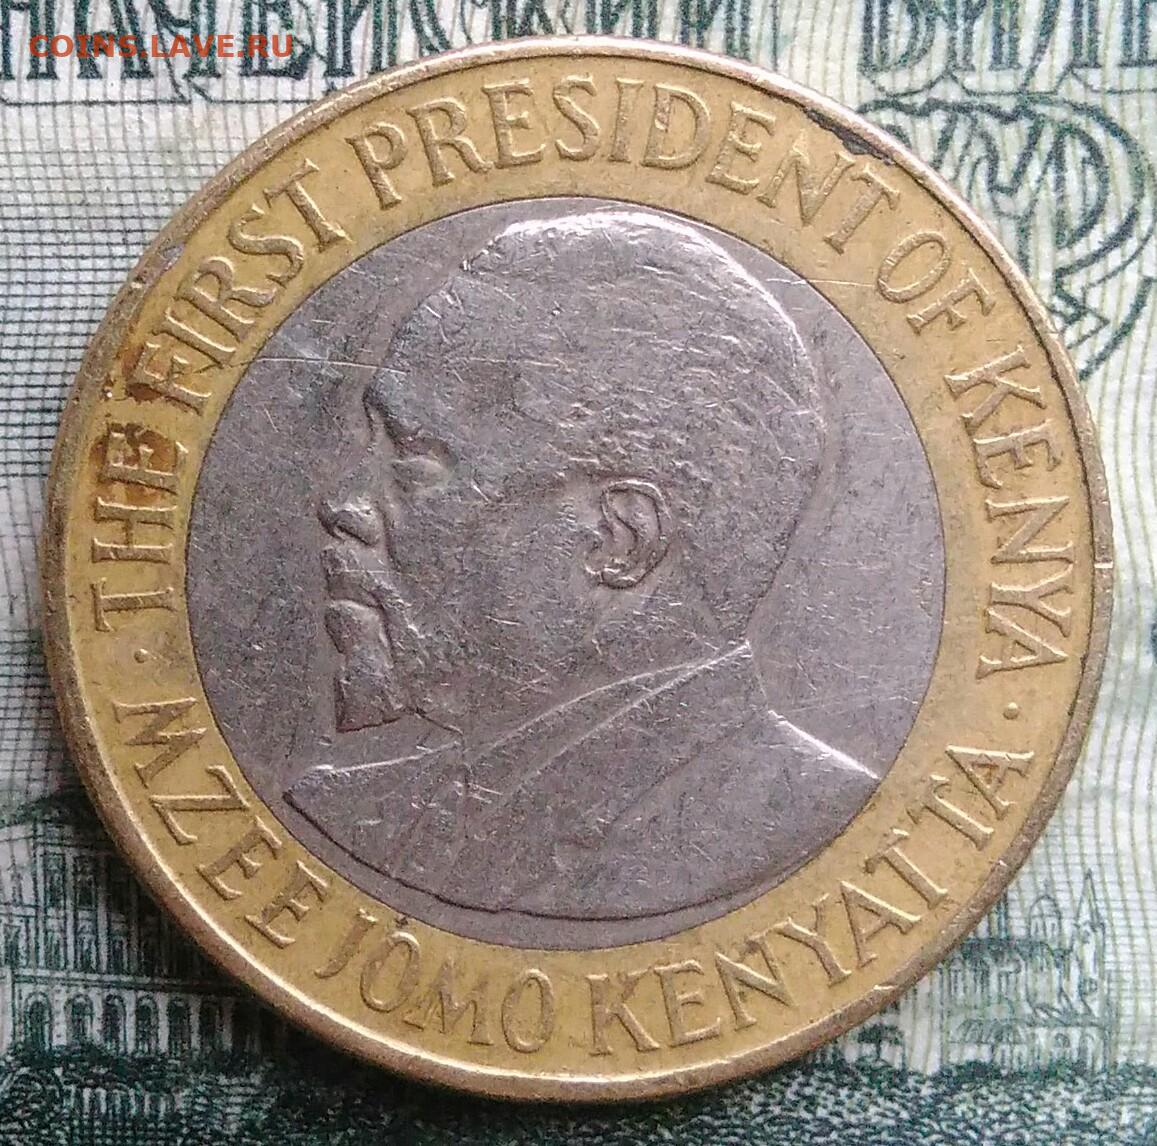 COINS.LAVE.RU
· THE FIRST PRESIDENT OF KENYA ·
MZEE JOMO KENYATTA